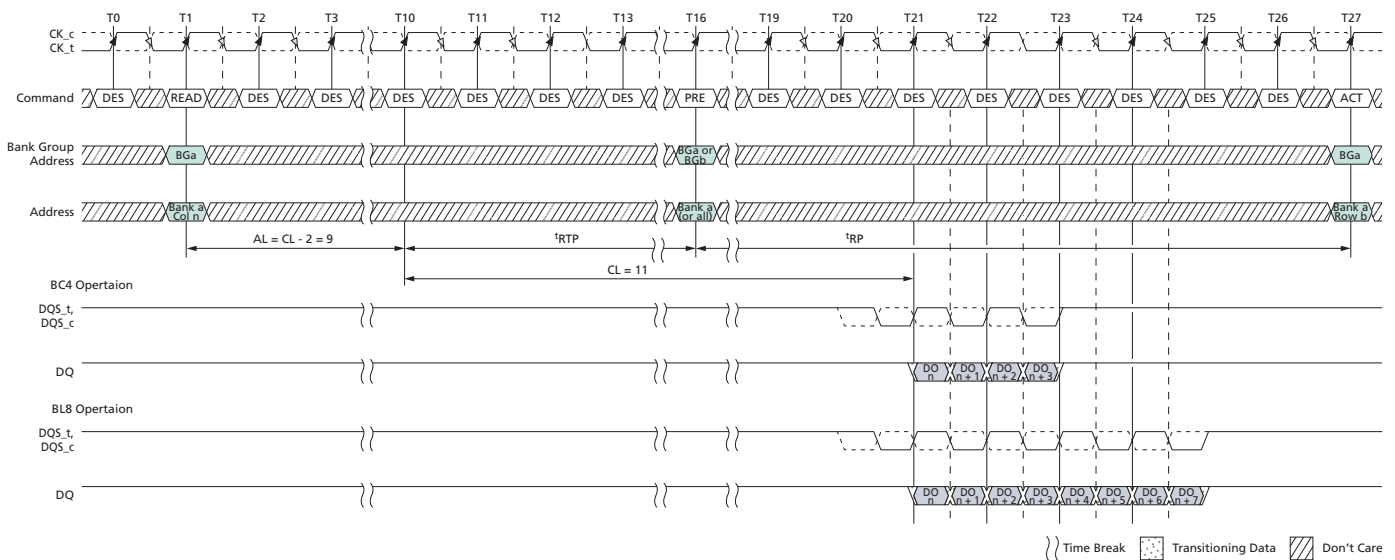 T0 T1 T2 T3 T10 T11 T12 T13 T16 T19 T20 T21 T22 T23 T24 T25 T26 T27
CK_c
CK_t
Command DES READ DES DES DES DES DES DES PRE DES DES DES DES DES DES DES DES ACT
Bank Group
Address
BGa
BGa or
BGb
BGa
Address
Bank a
Col n
Bank a
(or all)
Bank a
Row b
AL = CL - 2 = 9 tRTP tRP
CL = 11
BC4 Opertaion
DQS_t,
DQS_c
DQ
DO
n
DO
n + 1
DO
n + 2
DO
n + 3
BL8 Opertaion
DQS_t,
DQS_c
DQ
DO
n
DO
n + 1
DO
n + 2
DO
n + 3
DO
n + 4
DO
n + 5
DO
n + 6
DO
n + 7
Time Break Transitioning Data Don't Care